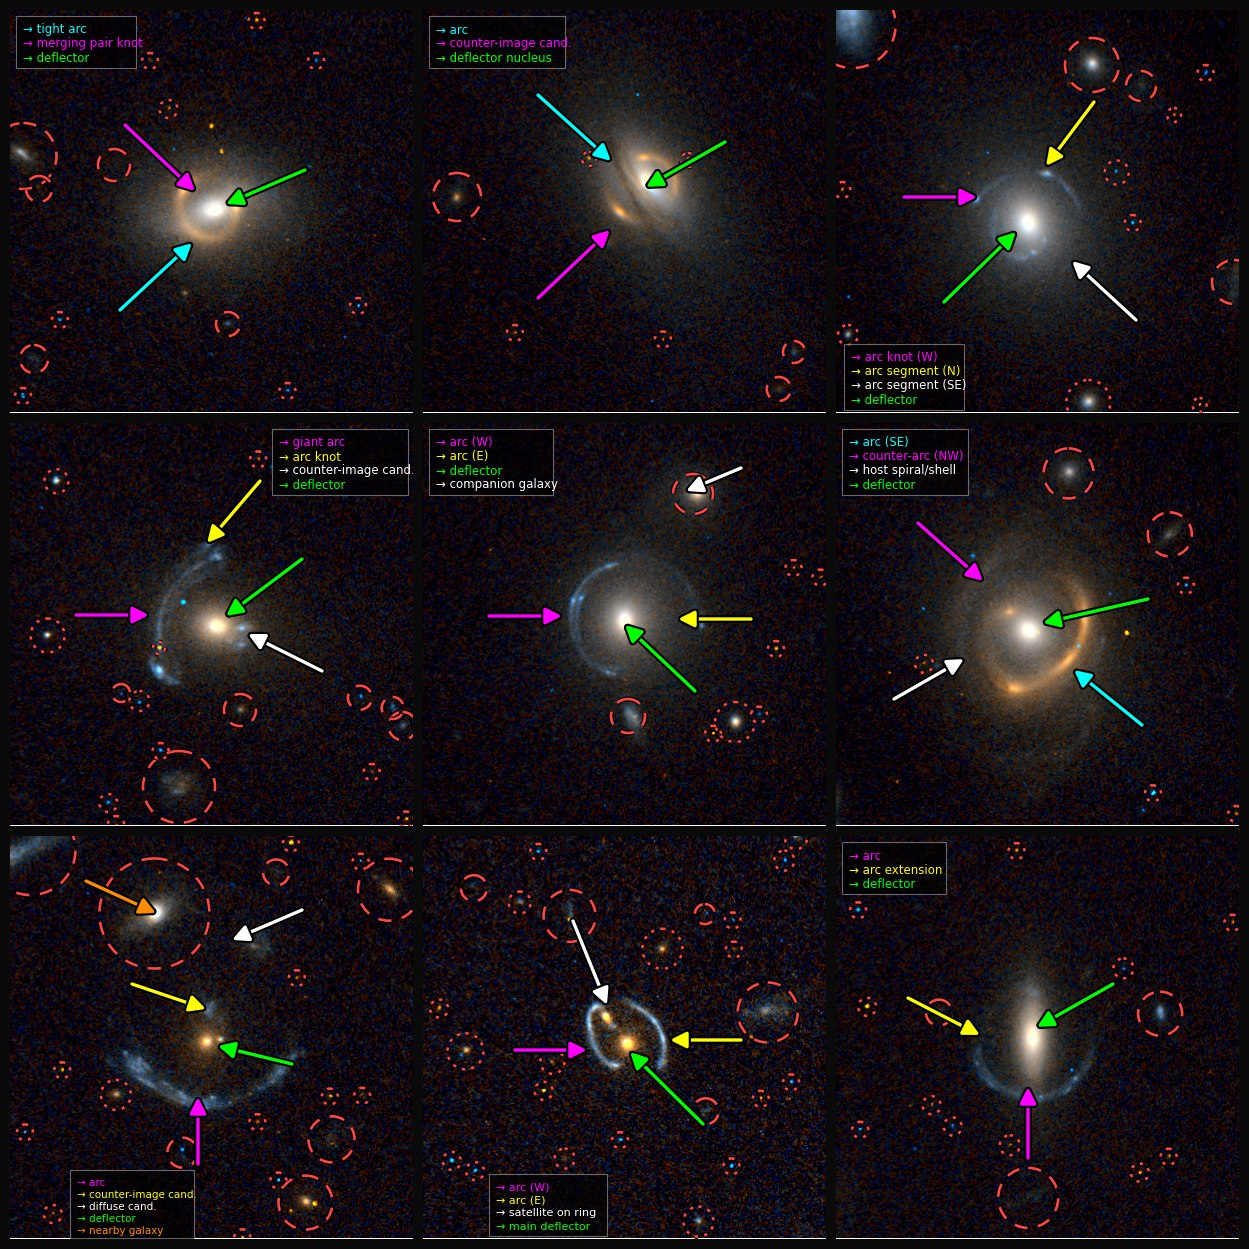 → tight arc
→ merging pair knot
→ deflector
→ arc
→ counter-image cand.
→ deflector nucleus
→ arc knot (W)
→ arc segment (N)
→ arc segment (SE)
→ deflector
→ giant arc
→ arc knot
→ counter-image cand.
→ deflector
→ arc (W)
→ arc (E)
→ deflector
→ companion galaxy
→ arc (SE)
→ counter-arc (NW)
→ host spiral/shell
→ deflector
→ arc
→ counter-image cand.
→ diffuse cand.
→ deflector
→ nearby galaxy
→ arc (W)
→ arc (E)
→ satellite on ring
→ main deflector
→ arc
→ arc extension
→ deflector